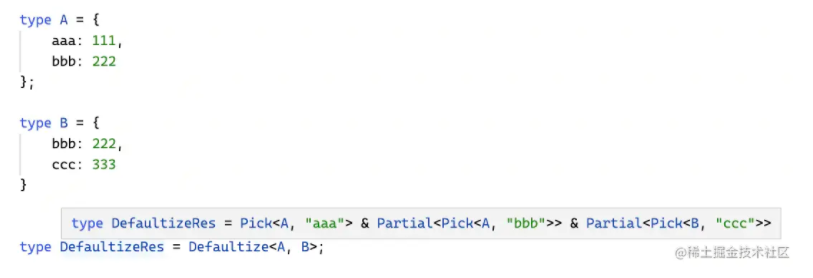 type A = {
    aaa: 111,
    bbb: 222
};
type B = {
    bbb: 222,
    ccc: 333
}
type DefaultizeRes = Pick<A, "aaa"> & Partial<Pick<A, "bbb">> & Partial<Pick<B, "ccc">>
type DefaultizeRes = Defaultize<A, B>;
@稀土掘金技术社区